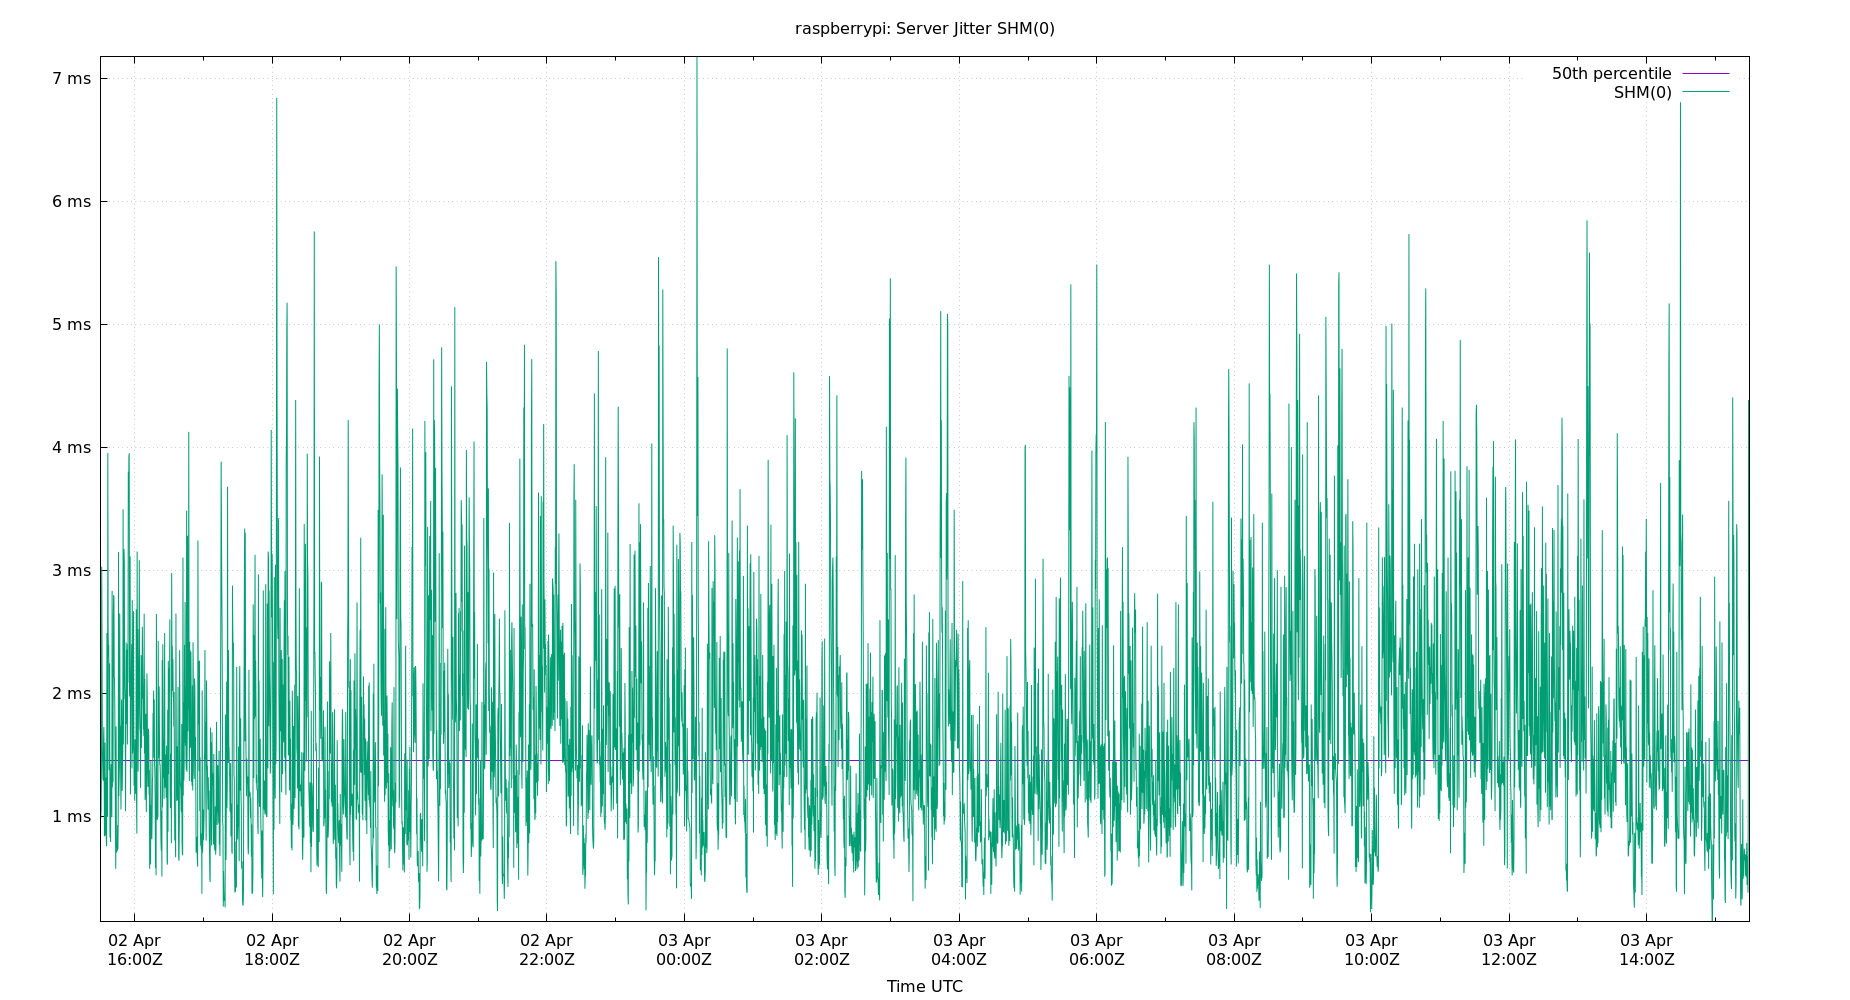 raspberrypi: Server Jitter SHM(0)
50th percentile
SHM(0)
7 ms
6 ms
5 ms
4 ms
3 ms
2 ms
1 ms
02 Apr 02 Apr 02 Apr 02 Apr 03 Apr 03 Apr 03 Apr 03 Apr 03 Apr 03 Apr 03 Apr 03 Apr
16:00Z 18:00Z 20:00Z 22:00Z 00:00Z 02:00Z 04:00Z 06:00Z 08:00Z 10:00Z 12:00Z 14:00Z
Time UTC